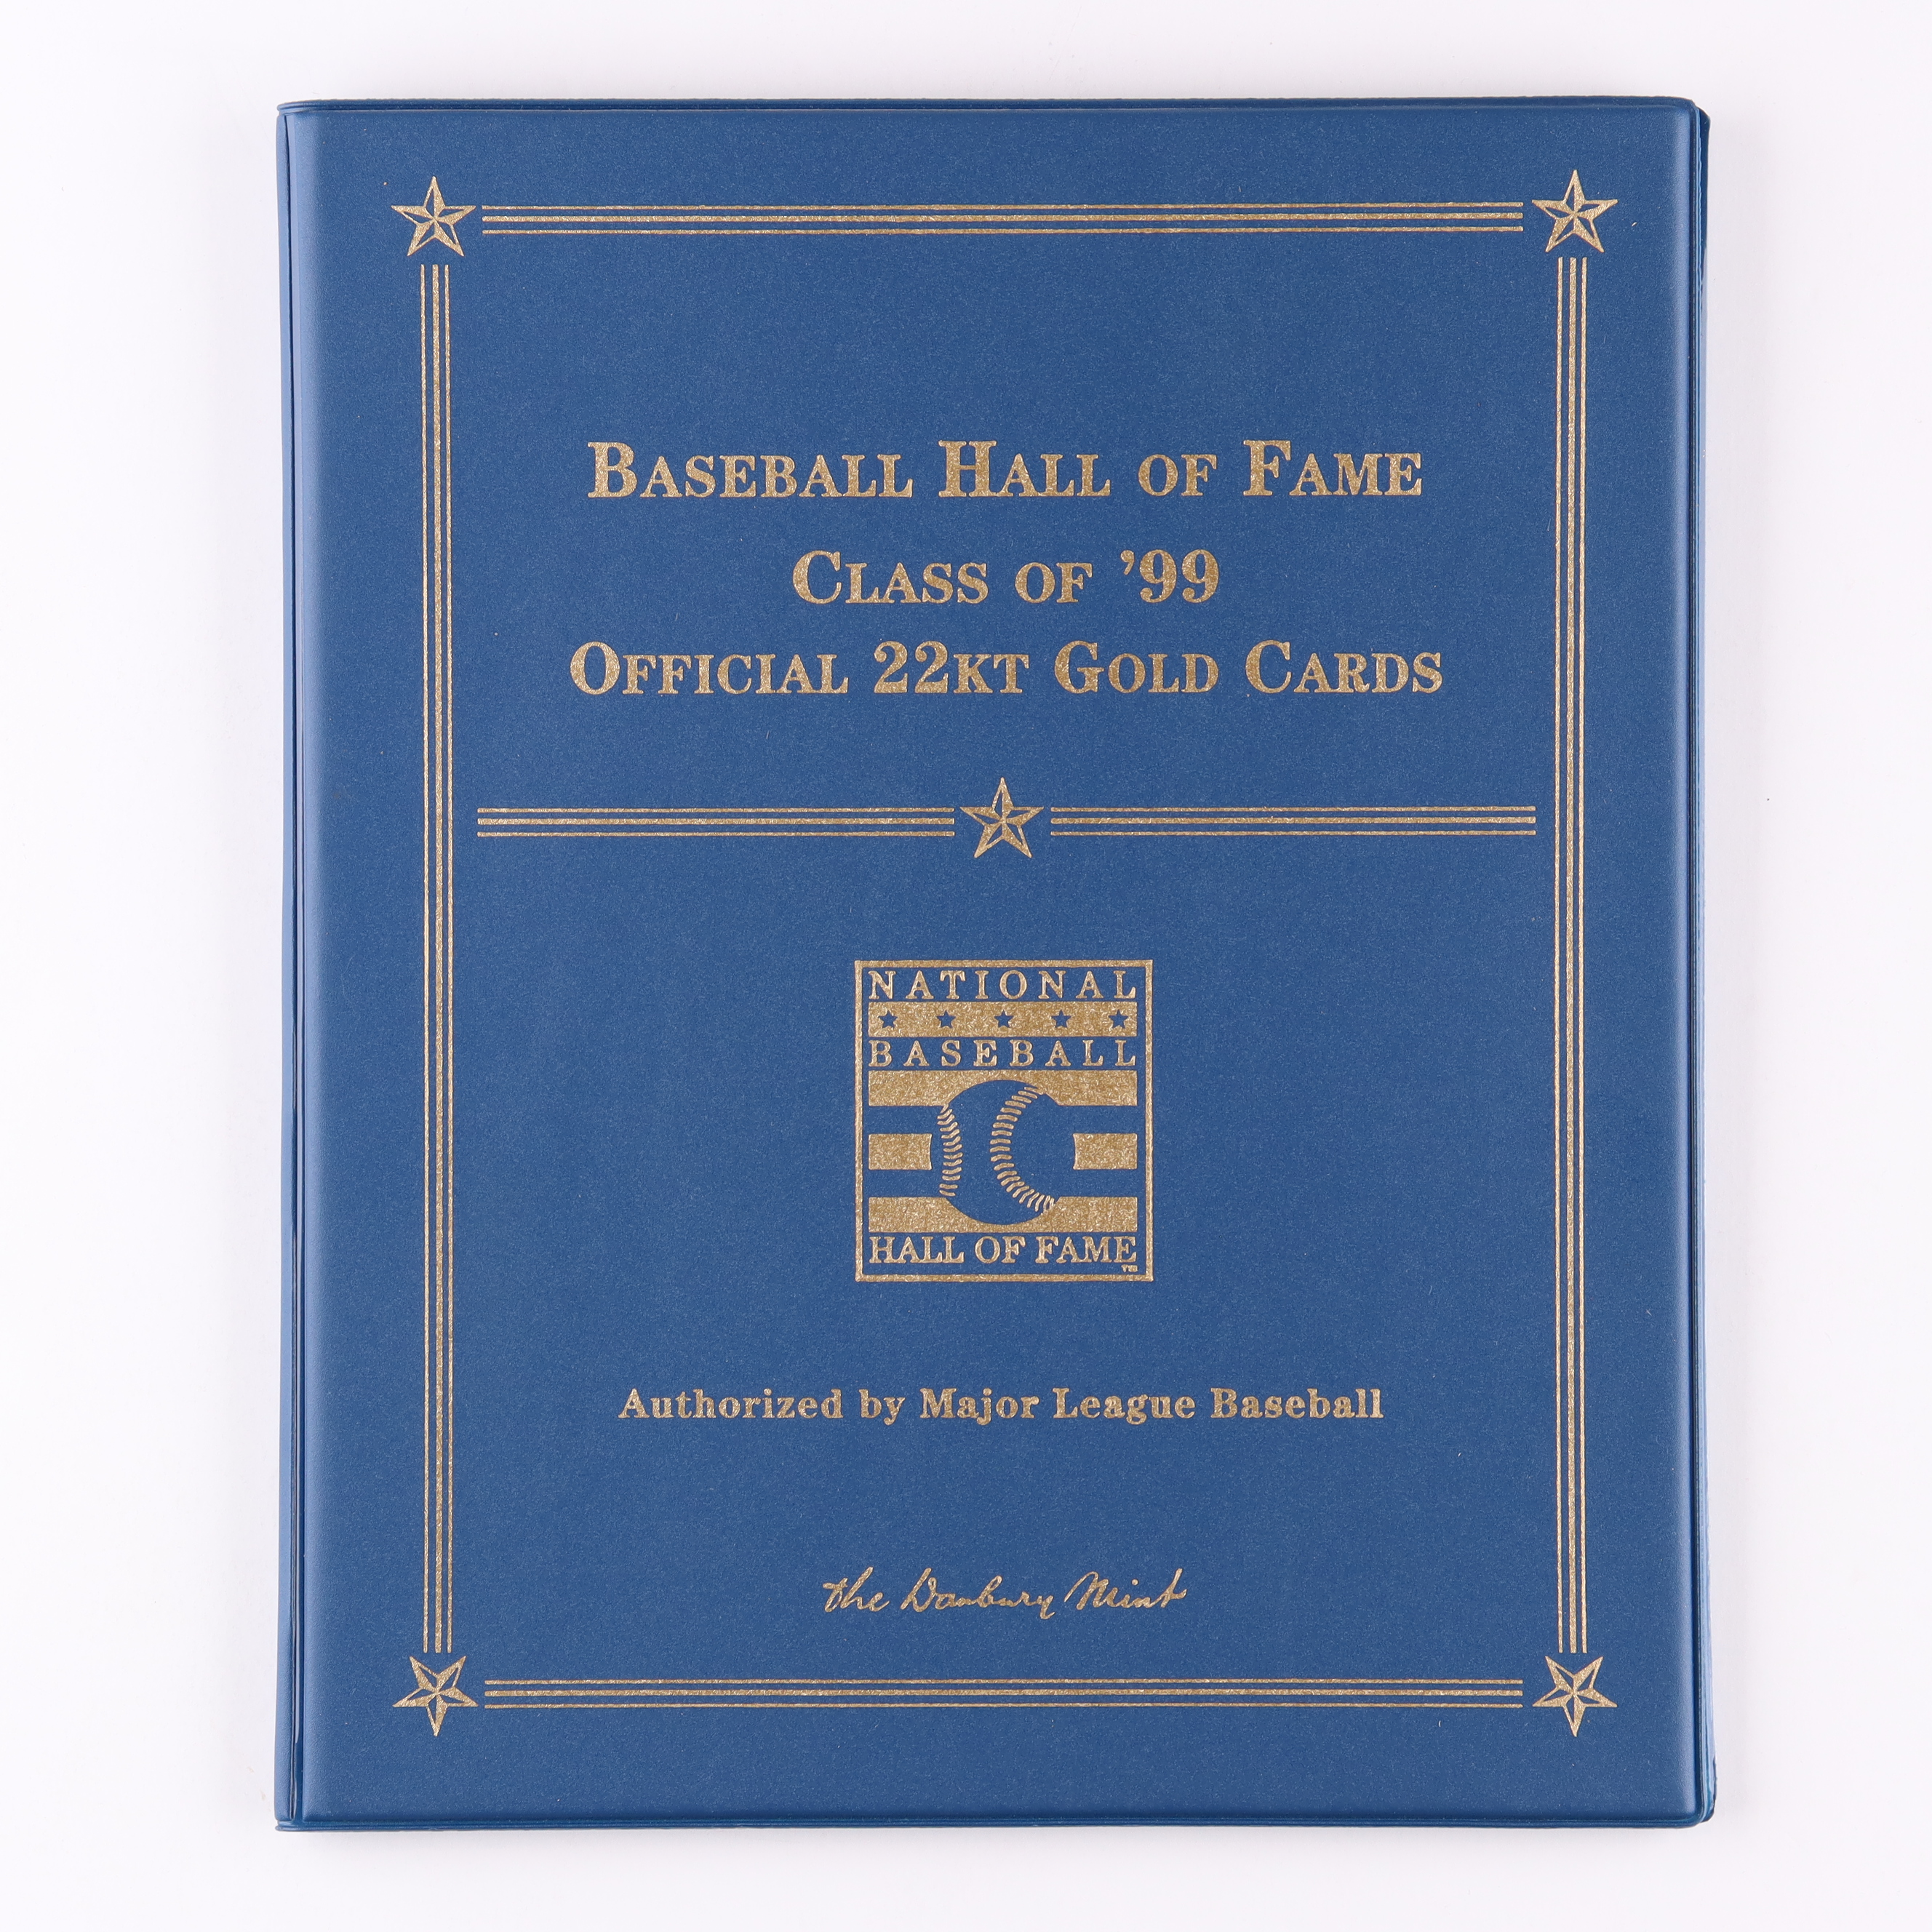 BASEBALL HALL OF FAME
CLASS OF '99
OFFICIAL 22KT GOLD CARDS
NATIONAL
BASEBALL
HALL OF FAME
TM
Authorized by Major League Baseball
the Danbury Mint